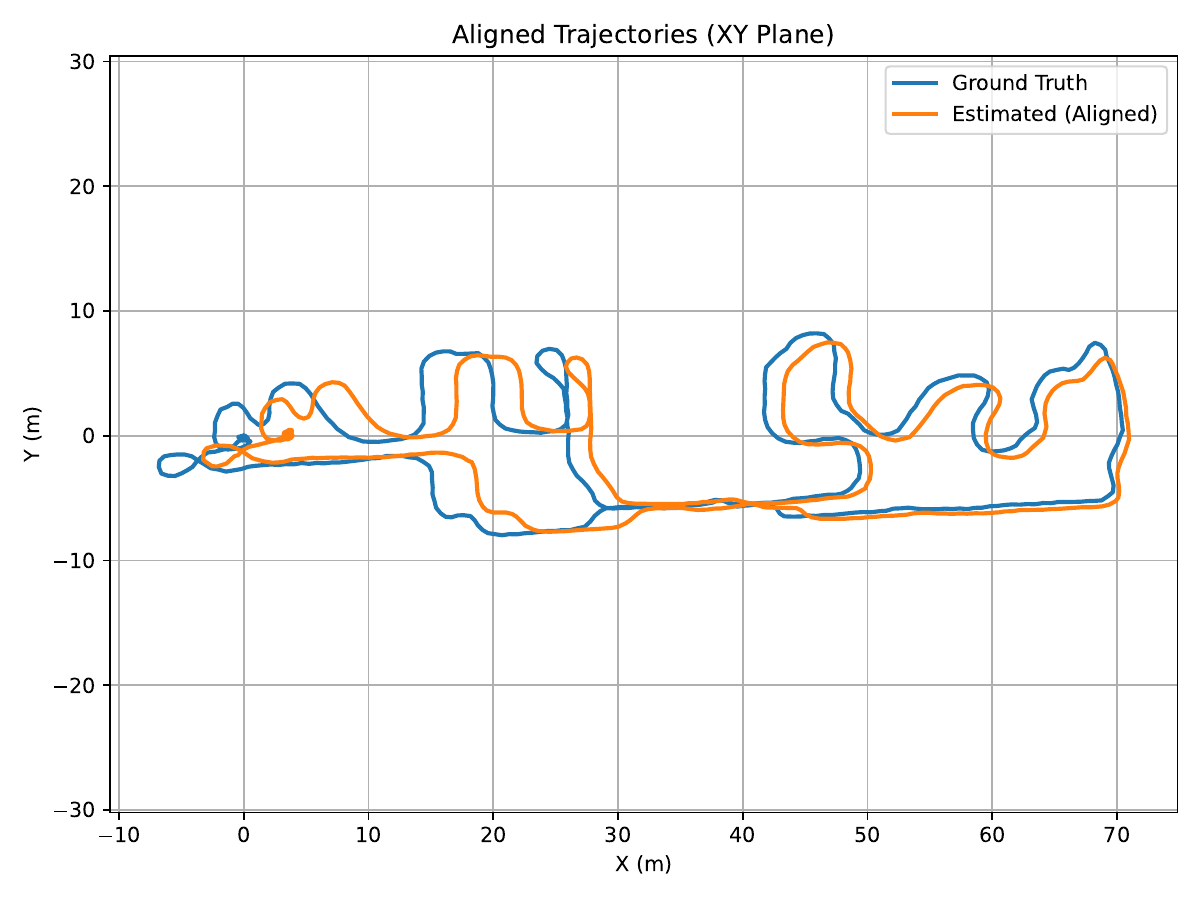 Aligned Trajectories (XY Plane)
Ground Truth
Estimated (Aligned)
30
20
10
0
−10
−20
−30
Y (m)
−10 0 10 20 30 40 50 60 70
X (m)